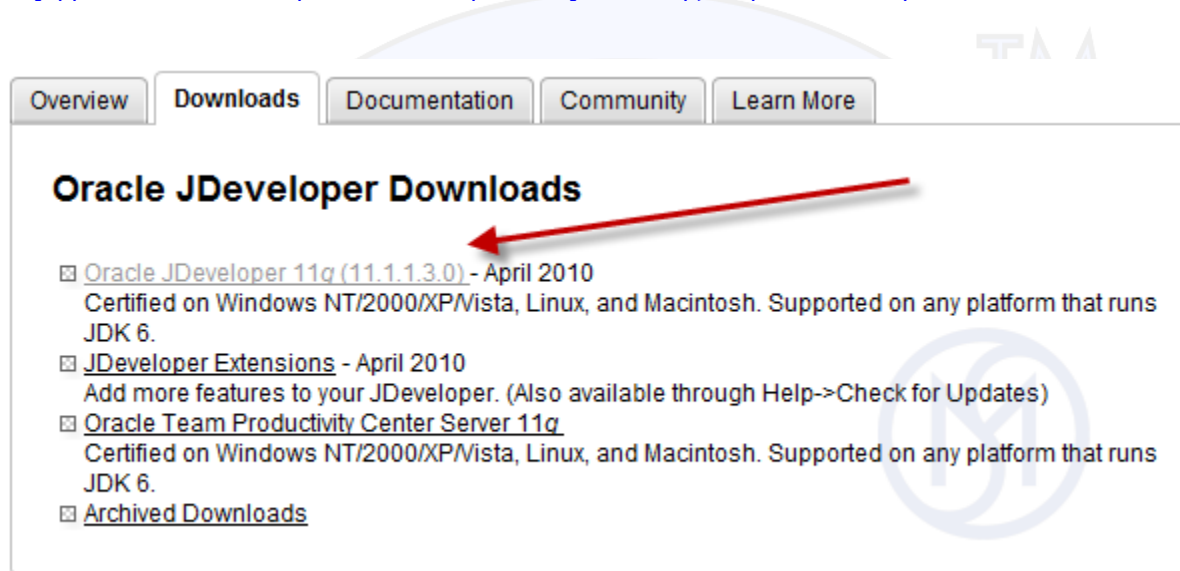 TM
Overview Downloads Documentation Community Learn More
Oracle JDeveloper Downloads
Oracle JDeveloper 11g (11.1.1.3.0) - April 2010
Certified on Windows NT/2000/XP/Vista, Linux, and Macintosh. Supported on any platform that runs
JDK 6.
JDeveloper Extensions - April 2010
Add more features to your JDeveloper. (Also available through Help->Check for Updates)
Oracle Team Productivity Center Server 11g
Certified on Windows NT/2000/XP/Vista, Linux, and Macintosh. Supported on any platform that runs
JDK 6.
Archived Downloads